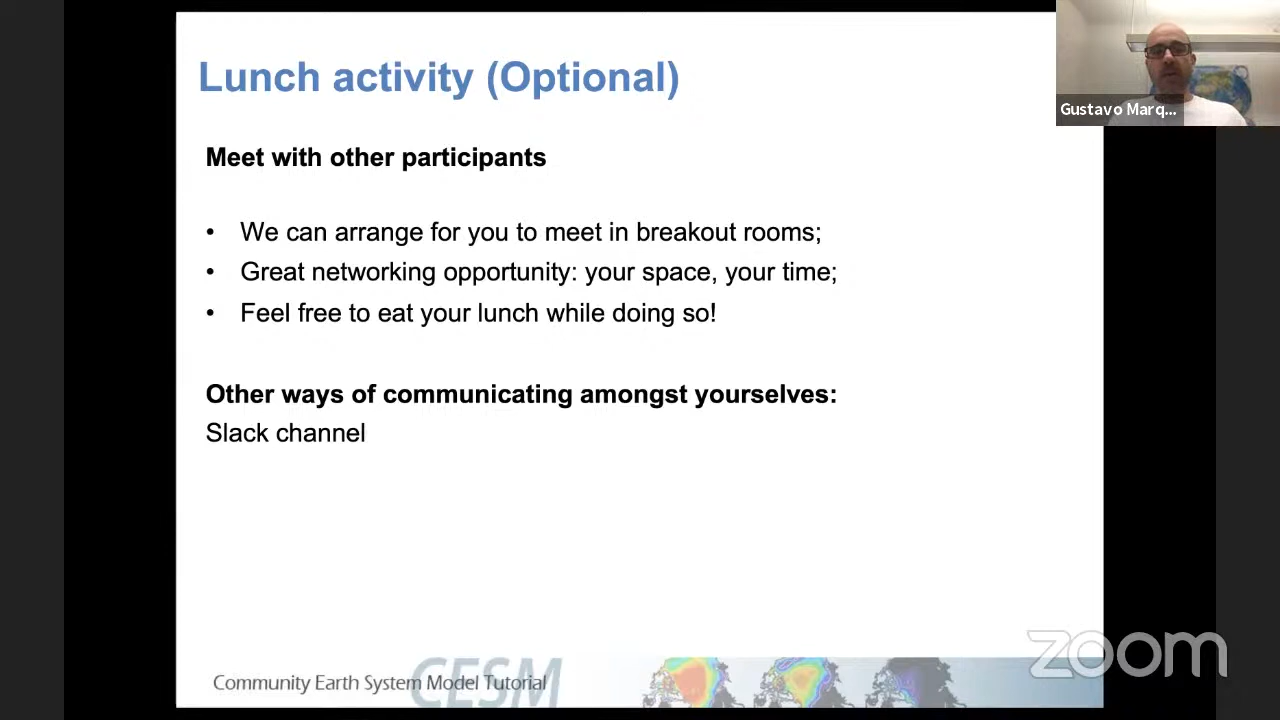 Lunch activity (Optional)
Gustavo Marq...
Meet with other participants
• We can arrange for you to meet in breakout rooms;
• Great networking opportunity: your space, your time;
• Feel free to eat your lunch while doing so!
Other ways of communicating amongst yourselves:
Slack channel
zoom
CESM
Community Earth System Model Tutorial